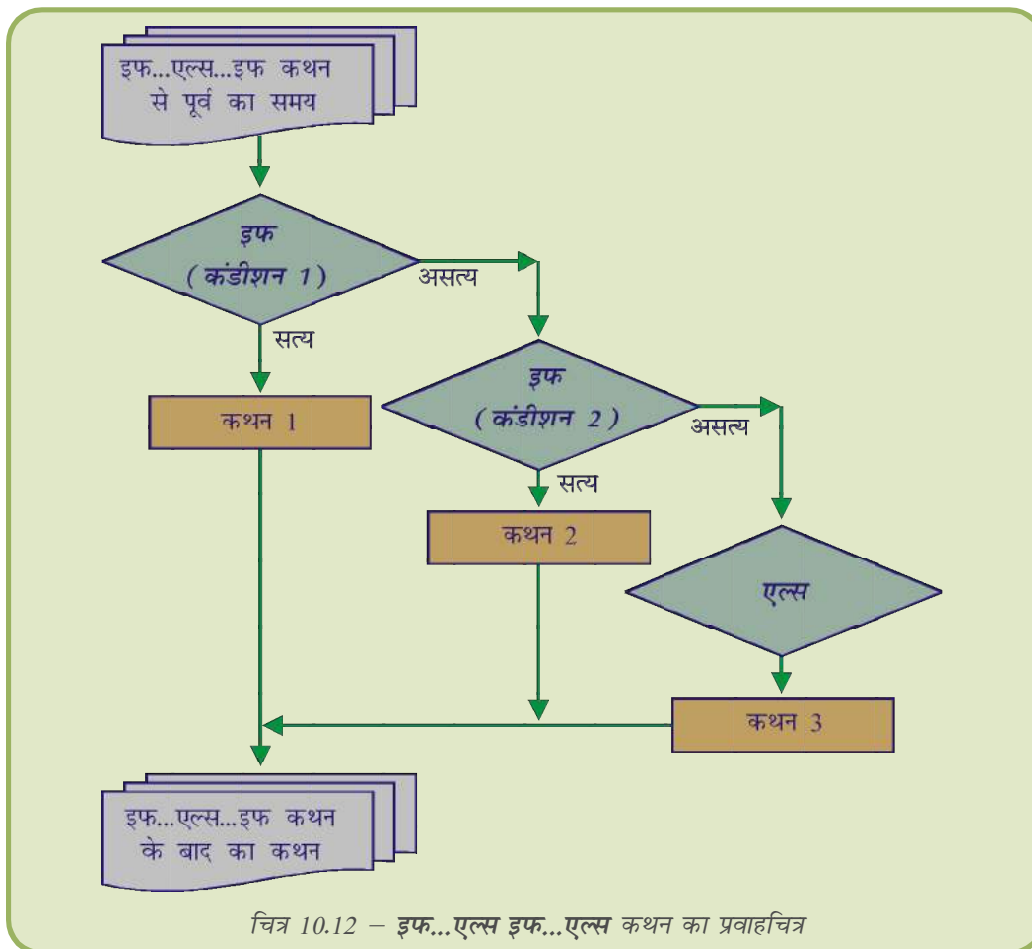 इफ...एल्स...इफ कथन
से पूर्व का समय
इफ
(कंडीशन 1)
असत्य
सत्य
इफ
(कंडीशन 2)
असत्य
कथन 1
सत्य
कथन 2
एल्स
कथन 3
इफ...एल्स...इफ कथन
के बाद का कथन
चित्र 10.12 – इफ...एल्स इफ...एल्स कथन का प्रवाहचित्र